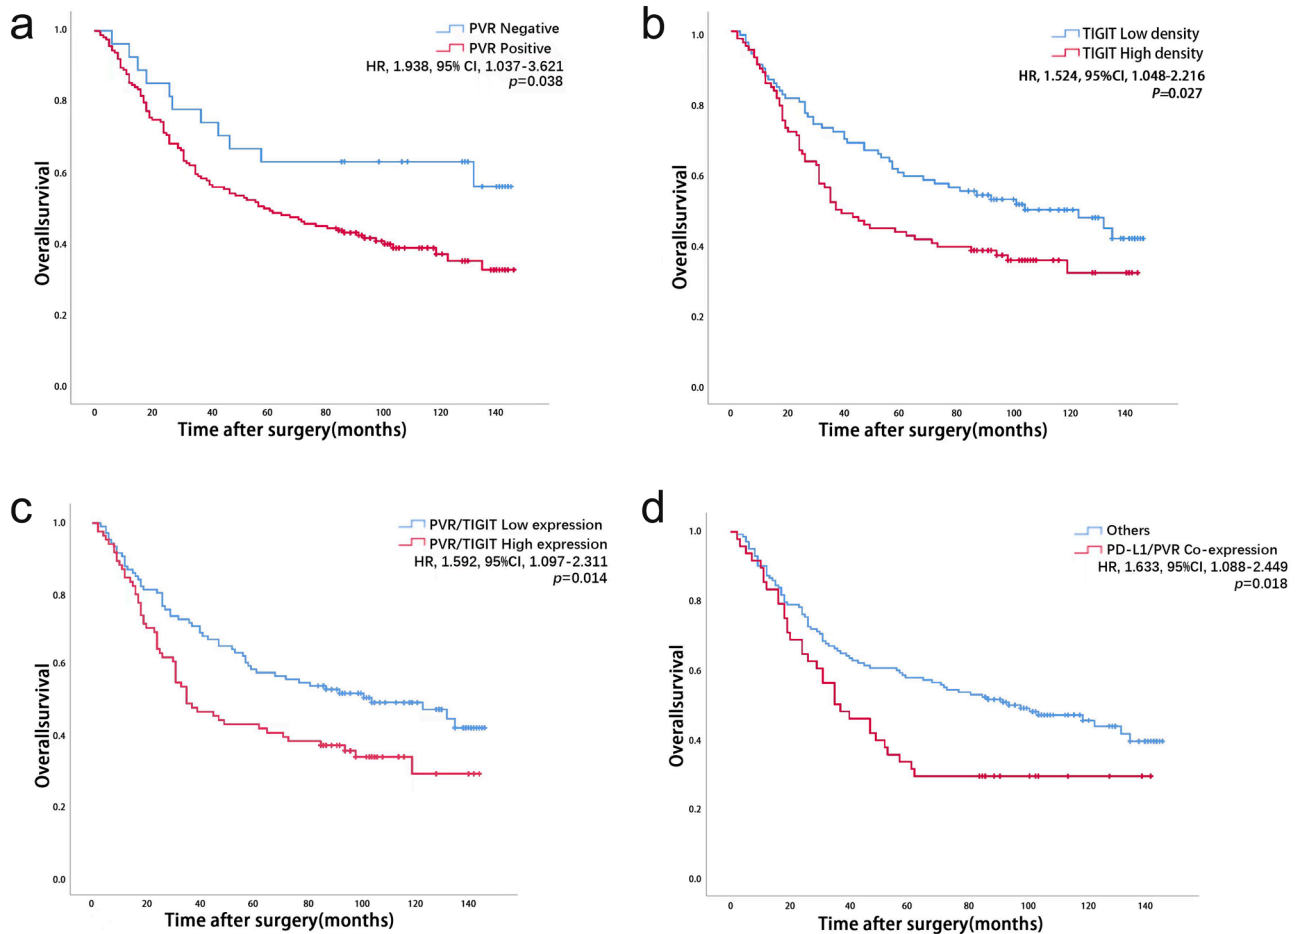 a
PVR Negative
PVR Positive
HR, 1.938, 95% CI, 1.037-3.621
p=0.038
1.0
0.8
0.6
0.4
0.2
0.0
Overallsurvival
0 20 40 60 80 100 120 140
Time after surgery(months)
b
TIGIT Low density
TIGIT High density
HR, 1.524, 95%CI, 1.048-2.216
P=0.027
1.0
0.8
0.6
0.4
0.2
0.0
Overallsurvival
0 20 40 60 80 100 120 140
Time after surgery(months)
c
PVR/TIGIT Low expression
PVR/TIGIT High expression
HR, 1.592, 95%CI, 1.097-2.311
p=0.014
1.0
0.8
0.6
0.4
0.2
0.0
Overallsurvival
0 20 40 60 80 100 120 140
Time after surgery(months)
d
Others
PD-L1/PVR Co-expression
HR, 1.633, 95%CI, 1.088-2.449
p=0.018
1.0
0.8
0.6
0.4
0.2
0.0
Overallsurvival
0 20 40 60 80 100 120 140
Time after surgery(months)